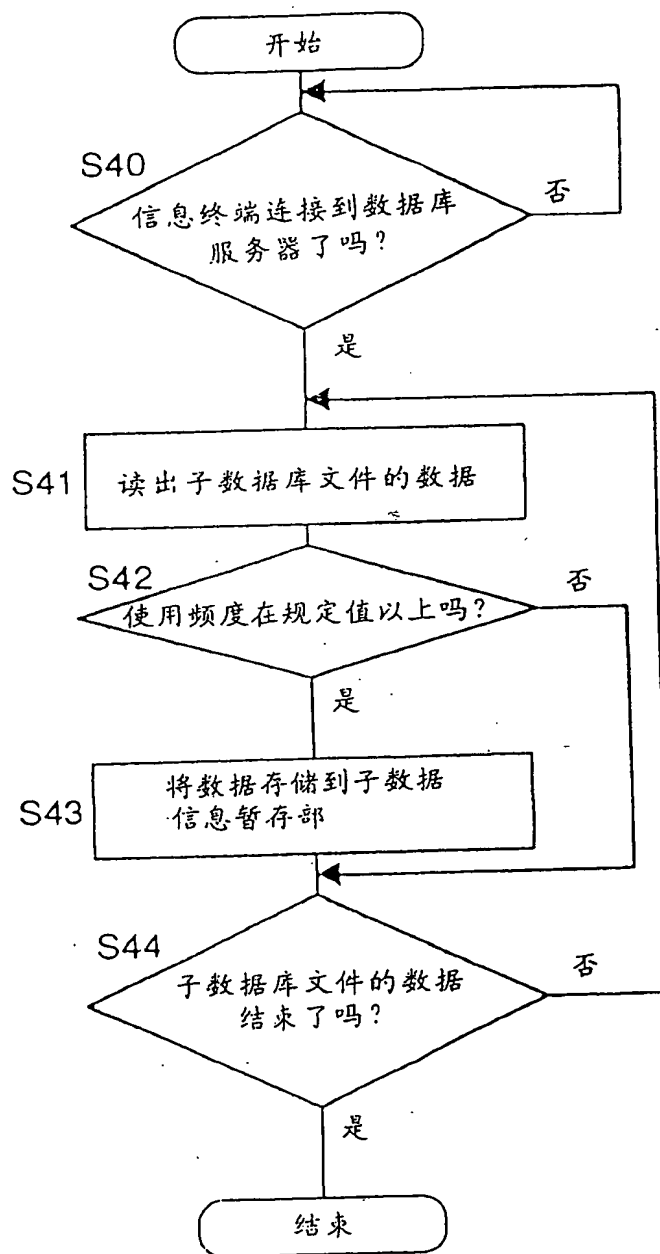 开始
S40
信息终端连接到数据库
服务器了吗?
否
是
S41
读出子数据库文件的数据
S42
使用频度在规定值以上吗?
否
是
S43
将数据存储到子数据
信息暂存部
S44
子数据库文件的数据
结束了吗?
否
是
结束